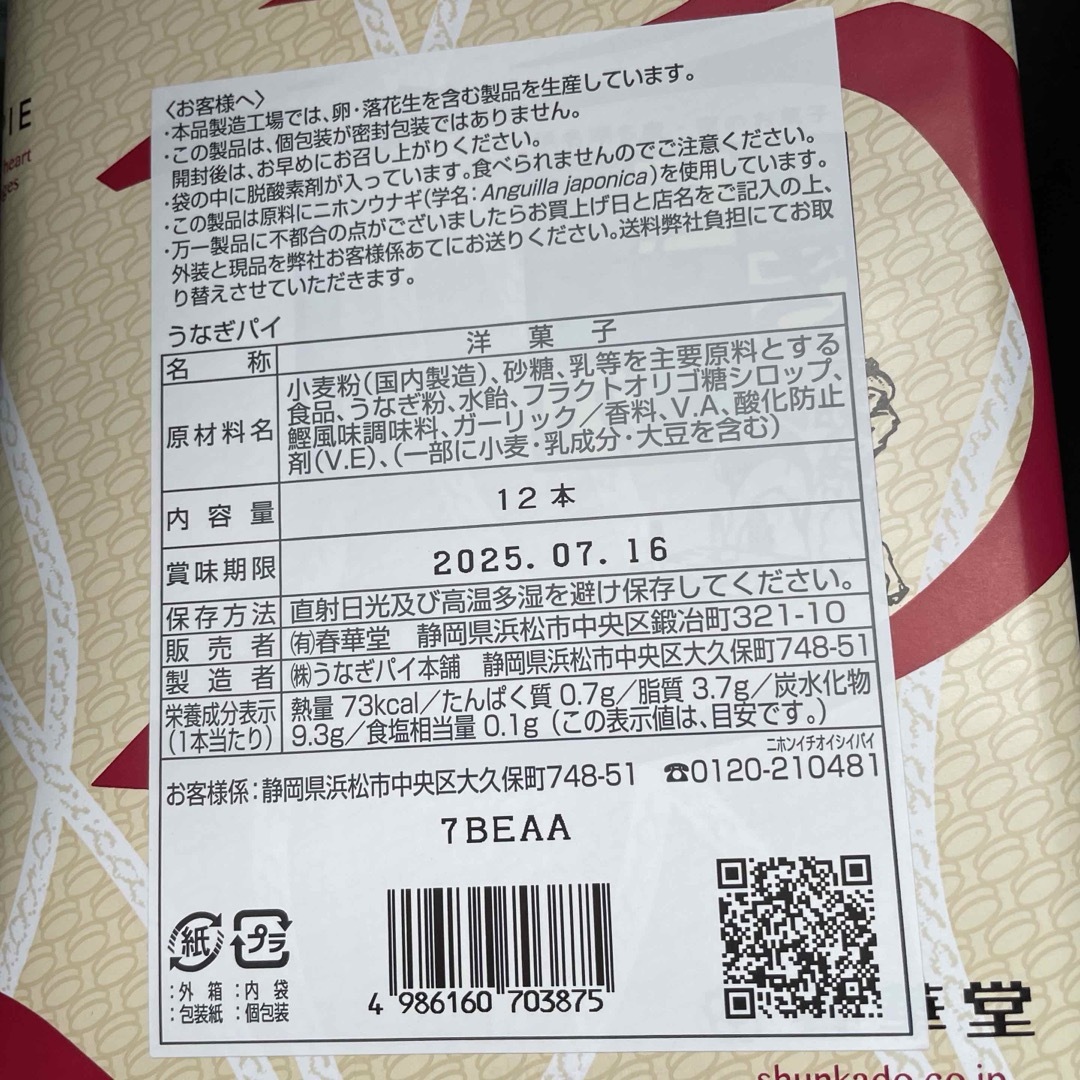 IE
heart
〈お客様へ〉
・本品製造工場では、卵・落花生を含む製品を生産しています。
・この製品は、個包装が密封包装ではありません。
開封後は、お早めにお召し上がりください。
・袋の中に脱酸素剤が入っています。食べられませんのでご注意ください。
・この製品は原料にニホンウナギ(学名：Anguilla japonica)を使用しています。
・万一製品に不都合の点がございましたらお買上げ日と店名をご記入の上、
外装と現品を弊社お客様係あてにお送りください。送料弊社負担にてお取
り替えさせていただきます。
うなぎパイ
名称 洋菓子
原材料名 小麦粉(国内製造)、砂糖、乳等を主要原料とする
食品、うなぎ粉、水飴、フラクトオリゴ糖シロップ、
鰹風味調味料、ガーリック／香料、V.A、酸化防止
剤(V.E)、(一部に小麦・乳成分・大豆を含む)
内容量 12本
賞味期限 2025.07.16
保存方法 直射日光及び高温多湿を避け保存してください。
販売者 ㈲春華堂 静岡県浜松市中央区鍛冶町321-10
製造者 ㈱うなぎパイ本舗 静岡県浜松市中央区大久保町748-51
栄養成分表示 熱量 73kcal／たんぱく質 0.7g／脂質 3.7g／炭水化物
(1本当たり) 9.3g／食塩相当量 0.1g（この表示値は、目安です。）
ニホンイチオイシイパイ
お客様係：静岡県浜松市中央区大久保町748-51 ☎0120-210481
7BEAA
紙 プラ
：外箱 ：内袋
：包装紙 ：個包装
4 986160 703875
華堂
shunkado.co.jp